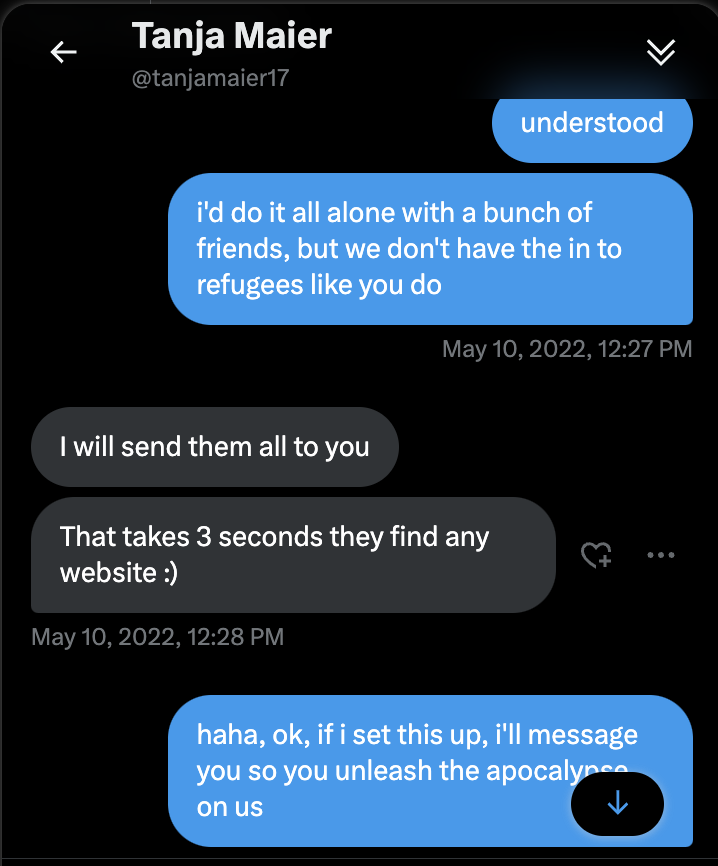 Tanja Maier
@tanjamaier17
understood
i'd do it all alone with a bunch of
friends, but we don't have the in to
refugees like you do
May 10, 2022, 12:27 PM
I will send them all to you
That takes 3 seconds they find any
website :)
May 10, 2022, 12:28 PM
haha, ok, if i set this up, i'll message
you so you unleash the apocalypse
on us